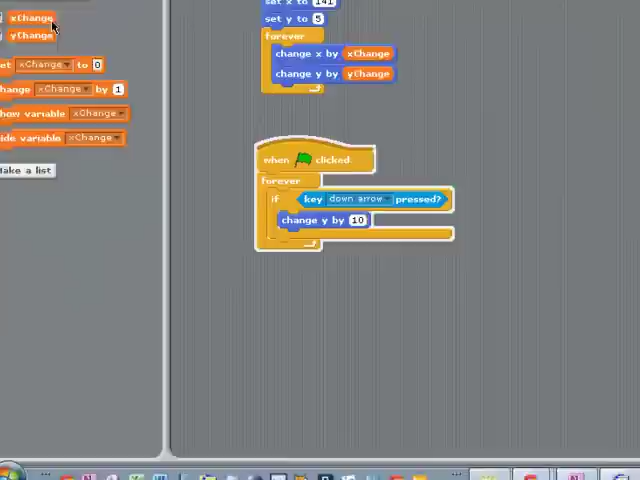 xChange
set x to 141
yChange
set y to 5
forever
change x by xChange
et xChange to 0
change y by yChange
hange xChange by 1
how variable xChange
ide variable xChange
when clicked
ake a list
forever
if key down arrow pressed?
change y by 10